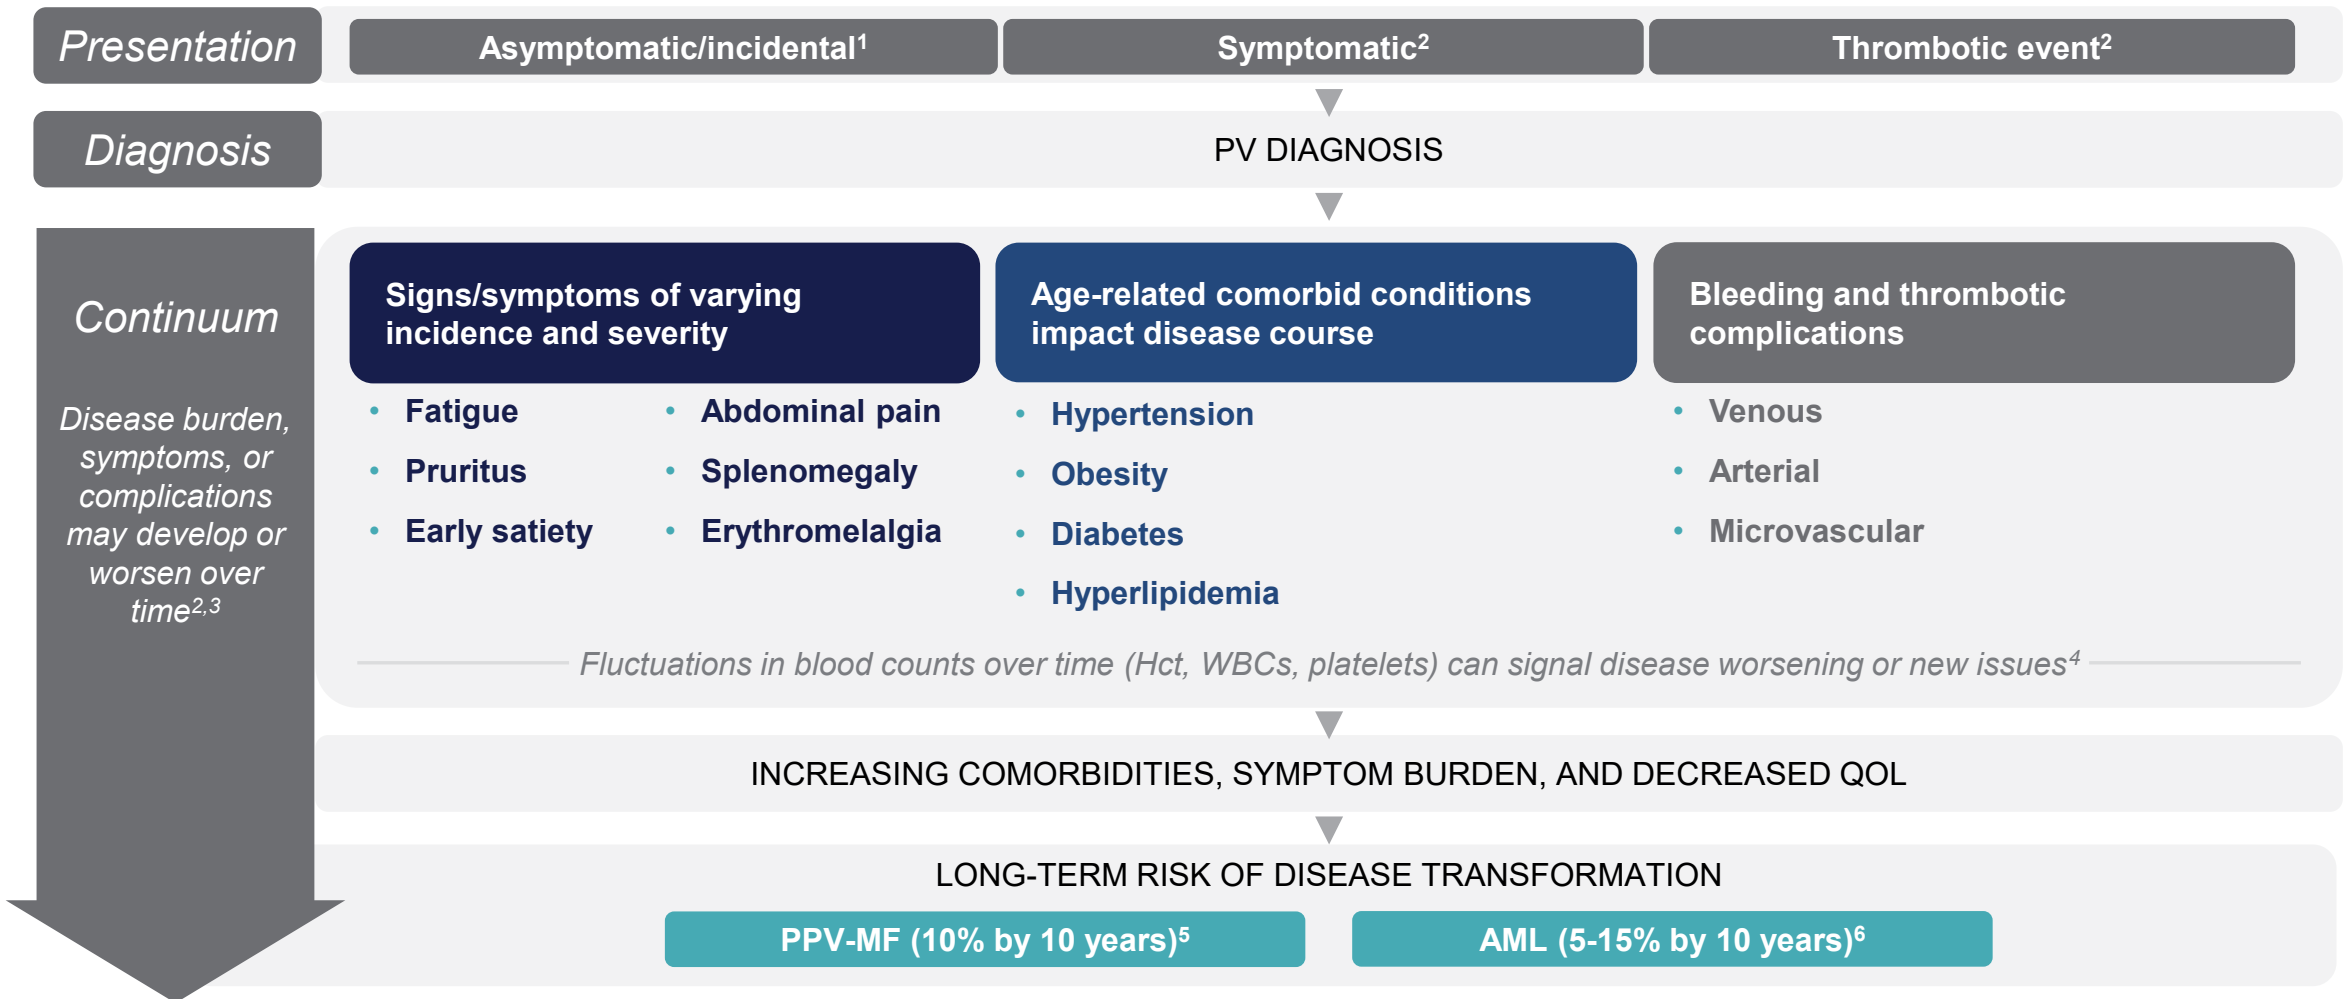 Presentation
Asymptomatic/incidental1
Symptomatic2
Thrombotic event2
Diagnosis
PV DIAGNOSIS
Continuum
Disease burden,
symptoms, or
complications
may develop or
worsen over
time2,3
Signs/symptoms of varying
incidence and severity
• Fatigue
• Pruritus
• Early satiety
• Abdominal pain
• Splenomegaly
• Erythromelalgia
Age-related comorbid conditions
impact disease course
• Hypertension
• Obesity
• Diabetes
• Hyperlipidemia
Bleeding and thrombotic
complications
• Venous
• Arterial
• Microvascular
Fluctuations in blood counts over time (Hct, WBCs, platelets) can signal disease worsening or new issues4
INCREASING COMORBIDITIES, SYMPTOM BURDEN, AND DECREASED QOL
LONG-TERM RISK OF DISEASE TRANSFORMATION
PPV-MF (10% by 10 years)5
AML (5-15% by 10 years)6